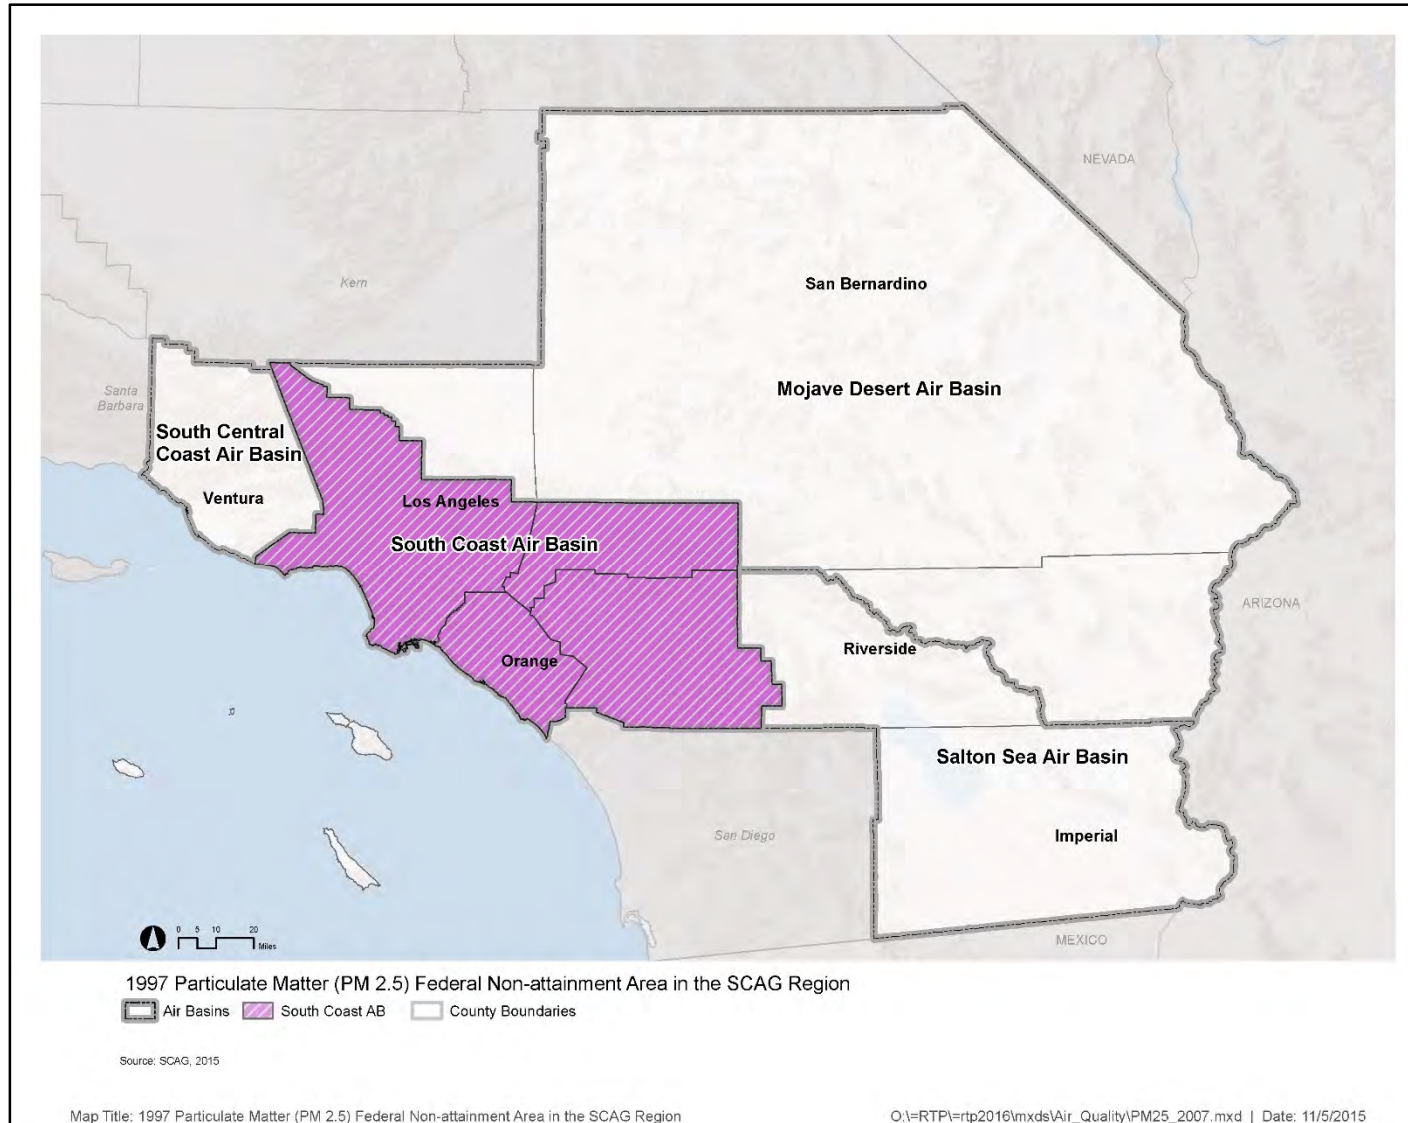 NEVADA
Kern
San Bernardino
Mojave Desert Air Basin
Santa
Barbara
South Central
Coast Air Basin
Ventura
Los Angeles
South Coast Air Basin
ARIZONA
Riverside
Orange
Salton Sea Air Basin
San Diego
Imperial
MEXICO
0 5 10 20
Miles
1997 Particulate Matter (PM 2.5) Federal Non-attainment Area in the SCAG Region
Air Basins South Coast AB County Boundaries
Source: SCAG, 2015
Map Title: 1997 Particulate Matter (PM 2.5) Federal Non-attainment Area in the SCAG Region O:\=RTP\=rtp2016\mxds\Air_Quality\PM25_2007.mxd | Date: 11/5/2015